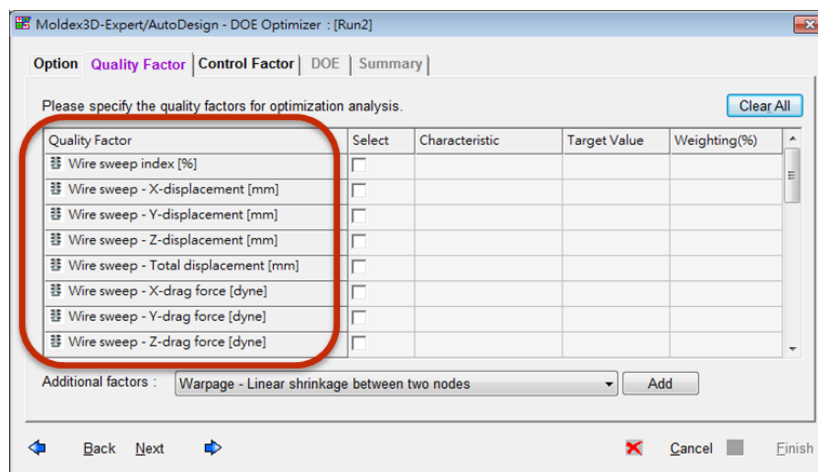 Moldex3D-Expert/AutoDesign - DOE Optimizer : [Run2]
Option Quality Factor Control Factor DOE Summary
Please specify the quality factors for optimization analysis. Clear All
Quality Factor Select Characteristic Target Value Weighting(%)
Wire sweep index [%]
Wire sweep - X-displacement [mm]
Wire sweep - Y-displacement [mm]
Wire sweep - Z-displacement [mm]
Wire sweep - Total displacement [mm]
Wire sweep - X-drag force [dyne]
Wire sweep - Y-drag force [dyne]
Wire sweep - Z-drag force [dyne]
Additional factors : Warpage - Linear shrinkage between two nodes Add
Back Next Cancel Finish